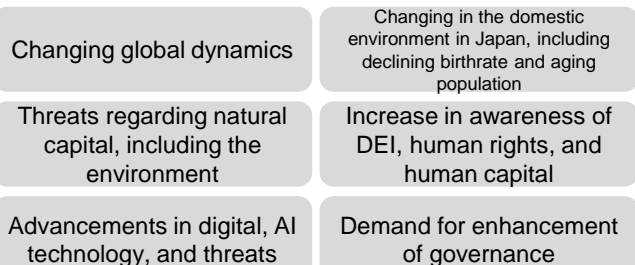 Changing global dynamics
Changing in the domestic
environment in Japan, including
declining birthrate and aging
population
Threats regarding natural
capital, including the
environment
Increase in awareness of
DEI, human rights, and
human capital
Advancements in digital, AI
technology, and threats
Demand for enhancement
of governance